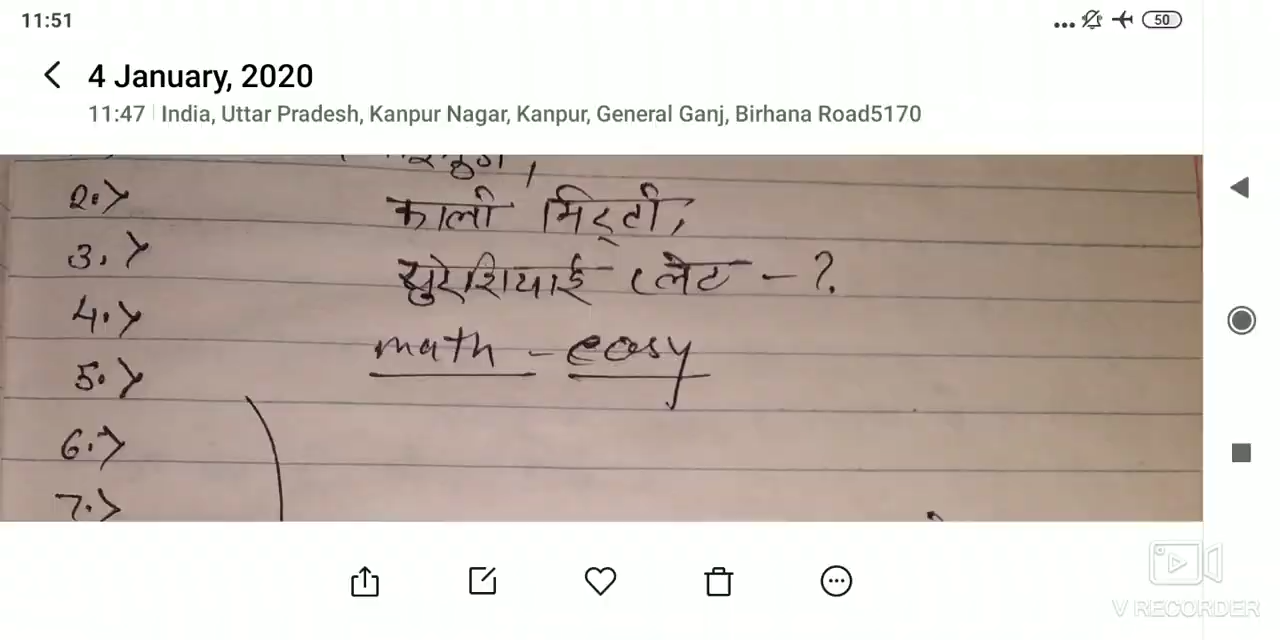 11:51
... 50
4 January, 2020
11:47 India, Uttar Pradesh, Kanpur Nagar, Kanpur, General Ganj, Birhana Road5170
2.>
काली मिट्टी,
3.>
युरेशियाई प्लेट - ?
4.>
math - easy
5.>
6.>
7.>
V RECORDER